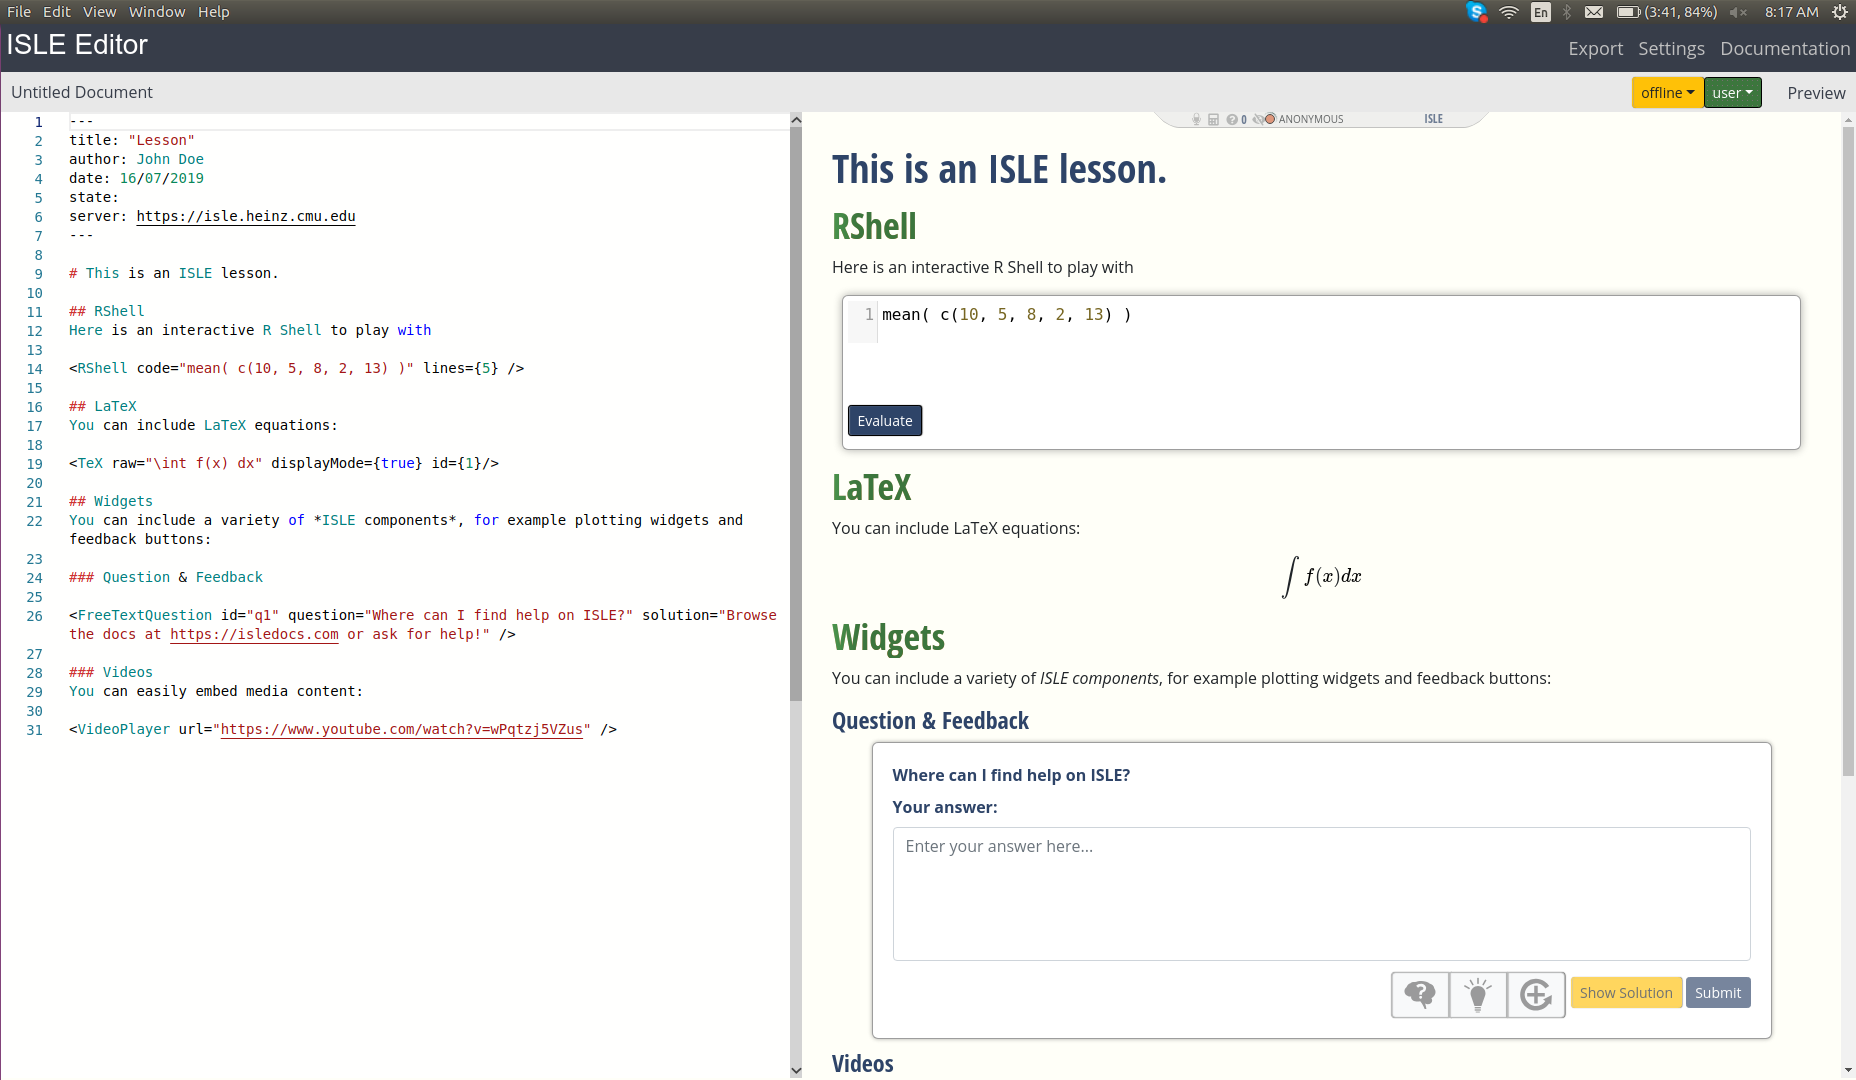 File Edit View Window Help
En (3:41, 84%) 8:17 AM
ISLE Editor
Export Settings Documentation
Untitled Document
offline user Preview
1 ---
2 title: "Lesson"
3 author: John Doe
4 date: 16/07/2019
5 state:
6 server: https://isle.heinz.cmu.edu
7 ---
8
9 # This is an ISLE lesson.
10
11 ## RShell
12 Here is an interactive R Shell to play with
13
14 <RShell code="mean( c(10, 5, 8, 2, 13) )" lines={5} />
15
16 ## LaTeX
17 You can include LaTeX equations:
18
19 <TeX raw="\int f(x) dx" displayMode={true} id={1}/>
20
21 ## Widgets
22 You can include a variety of *ISLE components*, for example plotting widgets and
feedback buttons:
23
24 ### Question & Feedback
25
26 <FreeTextQuestion id="q1" question="Where can I find help on ISLE?" solution="Browse
the docs at https://isledocs.com or ask for help!" />
27
28 ### Videos
29 You can easily embed media content:
30
31 <VideoPlayer url="https://www.youtube.com/watch?v=wPqtzj5VZus" />
0 ANONYMOUS ISLE
This is an ISLE lesson.
RShell
Here is an interactive R Shell to play with
1 mean( c(10, 5, 8, 2, 13) )
Evaluate
LaTeX
You can include LaTeX equations:
∫ f(x)dx
Widgets
You can include a variety of ISLE components, for example plotting widgets and feedback buttons:
Question & Feedback
Where can I find help on ISLE?
Your answer:
Enter your answer here...
Show Solution Submit
Videos